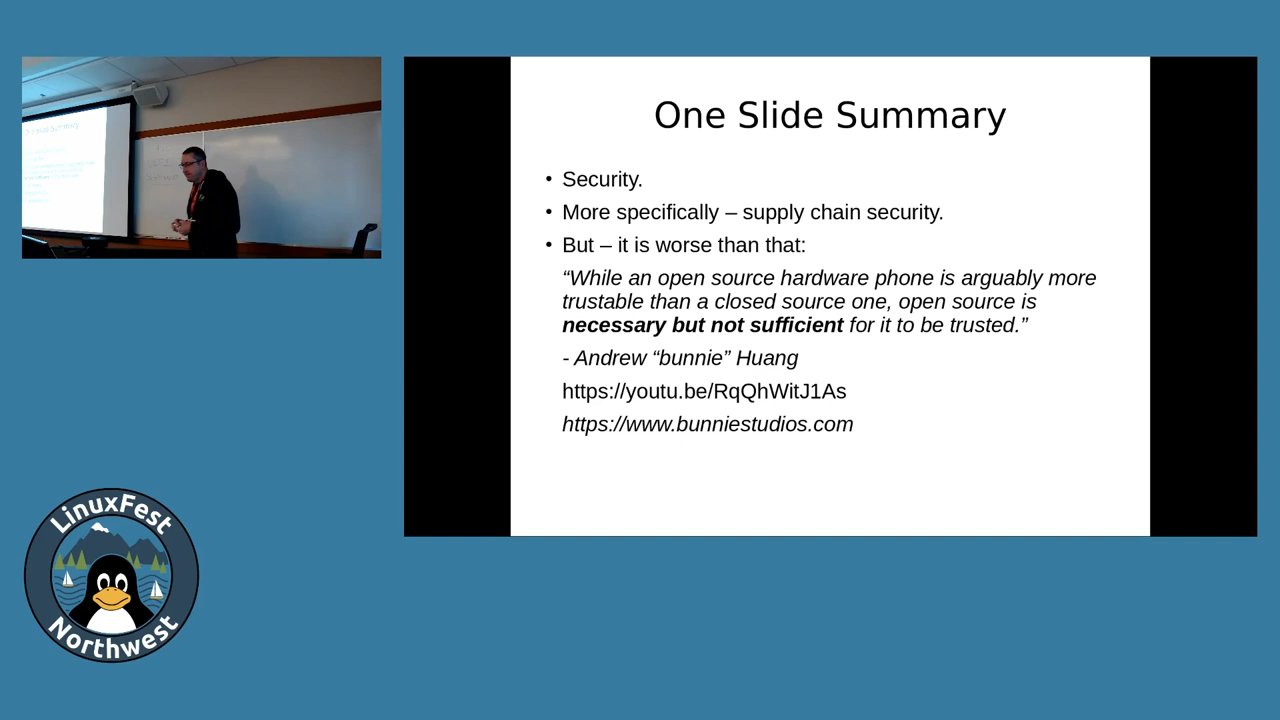 One Slide Summary
• Security.
• More specifically – supply chain security.
• But – it is worse than that:
“While an open source hardware phone is arguably more
trustable than a closed source one, open source is
necessary but not sufficient for it to be trusted.”
- Andrew “bunnie” Huang
https://youtu.be/RqQhWitJ1As
https://www.bunniestudios.com
LinuxFest
Northwest